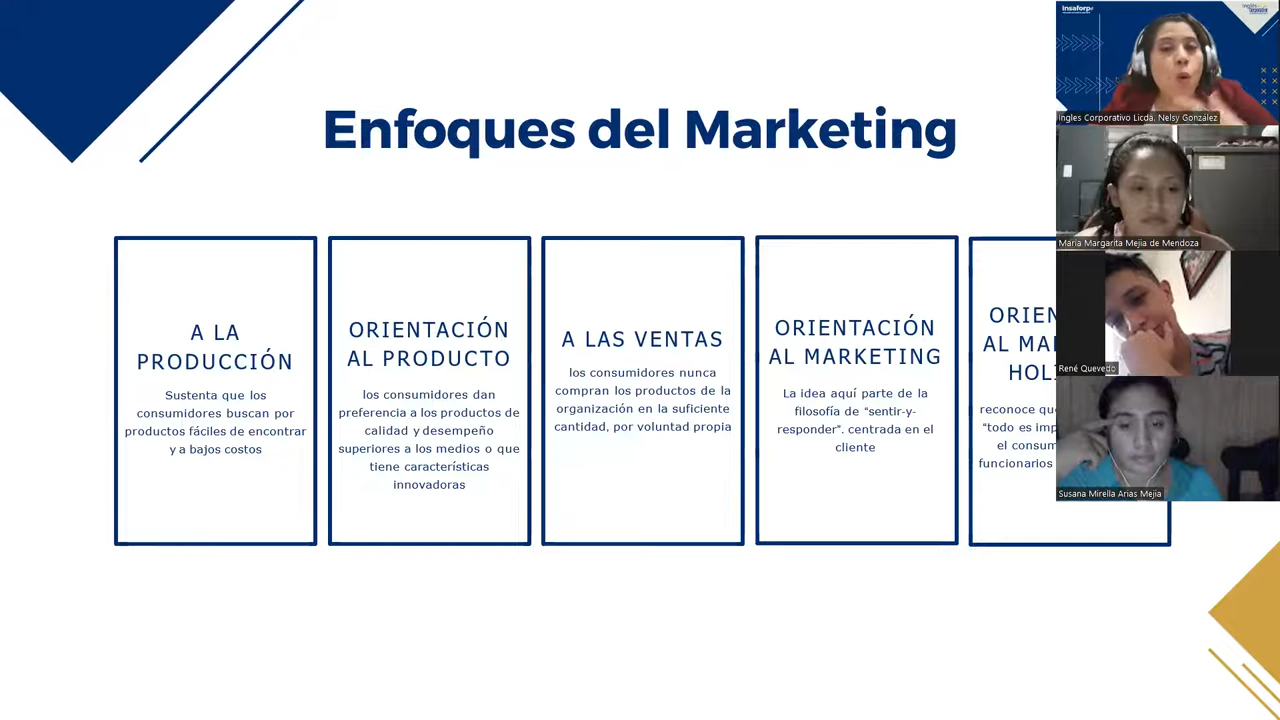 Enfoques del Marketing
A LA
PRODUCCIÓN
Sustenta que los
consumidores buscan por
productos fáciles de encontrar
y a bajos costos
ORIENTACIÓN
AL PRODUCTO
los consumidores dan
preferencia a los productos de
calidad y desempeño
superiores a los medios o que
tiene características
innovadoras
A LAS VENTAS
los consumidores nunca
compran los productos de la
organización en la suficiente
cantidad, por voluntad propia
ORIENTACIÓN
AL MARKETING
La idea aquí parte de la
filosofía de “sentir-y-
responder”. centrada en el
cliente
ORIEN
AL MA
HOL
reconoce qu
“todo es im
el consum
funcionarios
Insaforp
Ingles Corporativo Licda. Nelsy González
María Margarita Mejía de Mendoza
René Quevedo
Susana Mirella Arias Mejia